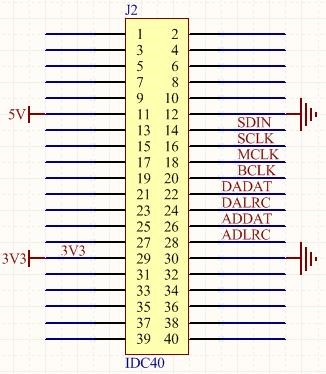 J2
1 2
3 4
5 6
7 8
9 10
5V 11 12
13 14 SDIN
15 16 SCLK
17 18 MCLK
19 20 BCLK
21 22 DADAT
23 24 DALRC
25 26 ADDAT
27 28 ADLRC
3V3 3V3 29 30
31 32
33 34
35 36
37 38
39 40
IDC40